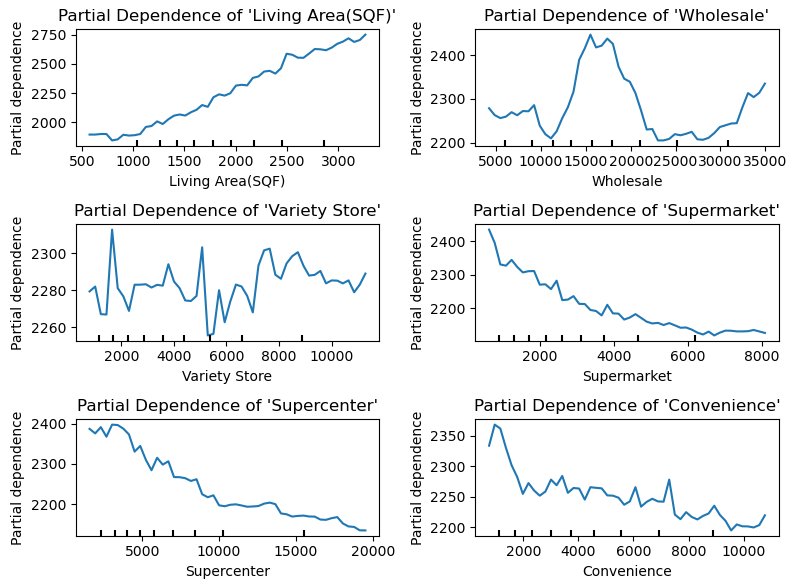 Partial Dependence of 'Living Area(SQF)'
Partial dependence
2750
2500
2250
2000
500 1000 1500 2000 2500 3000
Living Area(SQF)
Partial Dependence of 'Wholesale'
Partial dependence
2400
2300
2200
5000 10000 15000 20000 25000 30000 35000
Wholesale
Partial Dependence of 'Variety Store'
Partial dependence
2300
2280
2260
2000 4000 6000 8000 10000
Variety Store
Partial Dependence of 'Supermarket'
Partial dependence
2400
2300
2200
2000 4000 6000 8000
Supermarket
Partial Dependence of 'Supercenter'
Partial dependence
2400
2300
2200
5000 10000 15000 20000
Supercenter
Partial Dependence of 'Convenience'
Partial dependence
2350
2300
2250
2200
2000 4000 6000 8000 10000
Convenience